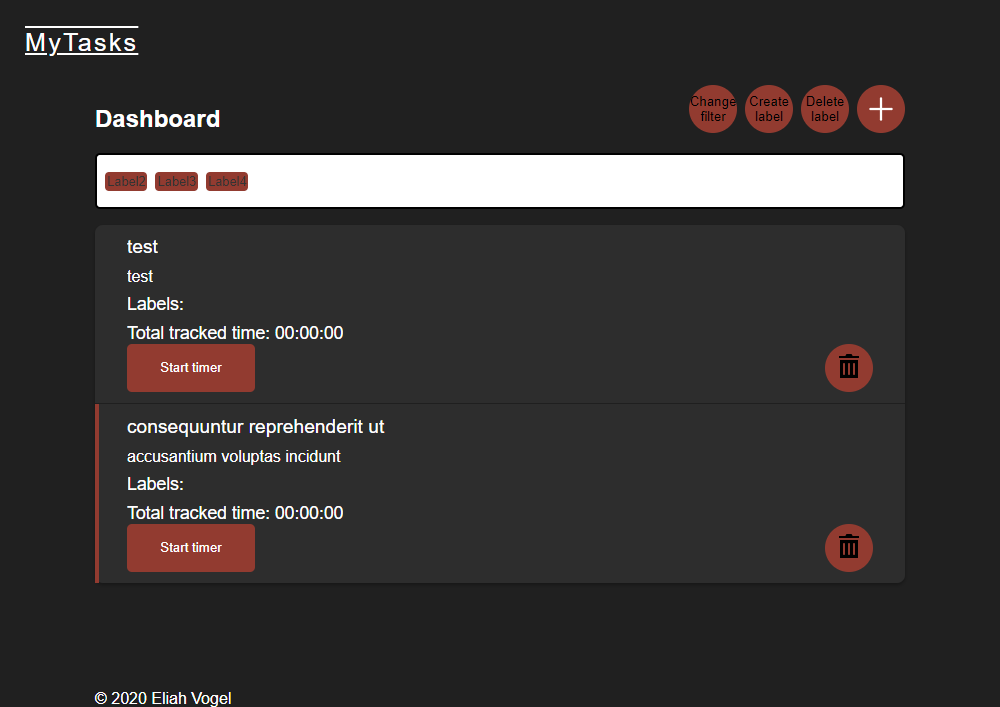 MyTasks
Dashboard
Change
filter
Create
label
Delete
label
Label2 Label3 Label4
test
test
Labels:
Total tracked time: 00:00:00
Start timer
consequuntur reprehenderit ut
accusantium voluptas incidunt
Labels:
Total tracked time: 00:00:00
Start timer
© 2020 Eliah Vogel